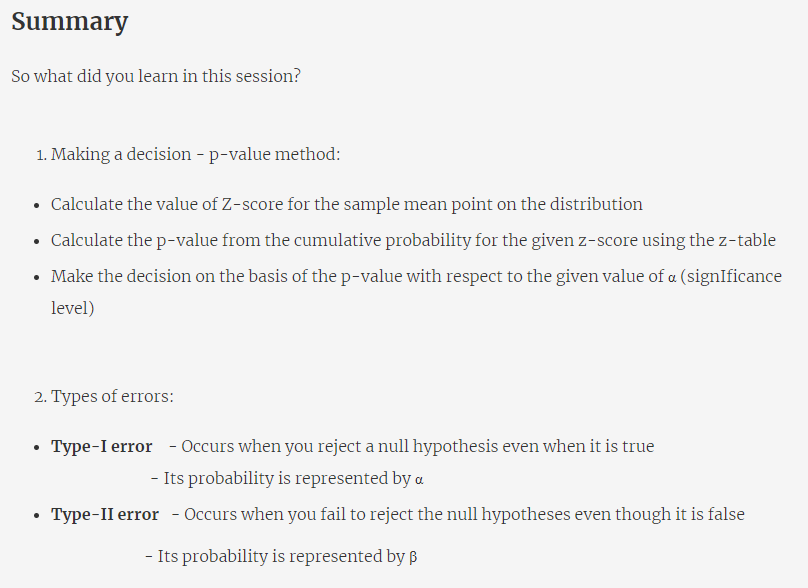 Summary
So what did you learn in this session?
1. Making a decision - p-value method:
• Calculate the value of Z-score for the sample mean point on the distribution
• Calculate the p-value from the cumulative probability for the given z-score using the z-table
• Make the decision on the basis of the p-value with respect to the given value of α (signIficance
level)
2. Types of errors:
• Type-I error - Occurs when you reject a null hypothesis even when it is true
- Its probability is represented by α
• Type-II error - Occurs when you fail to reject the null hypotheses even though it is false
- Its probability is represented by β